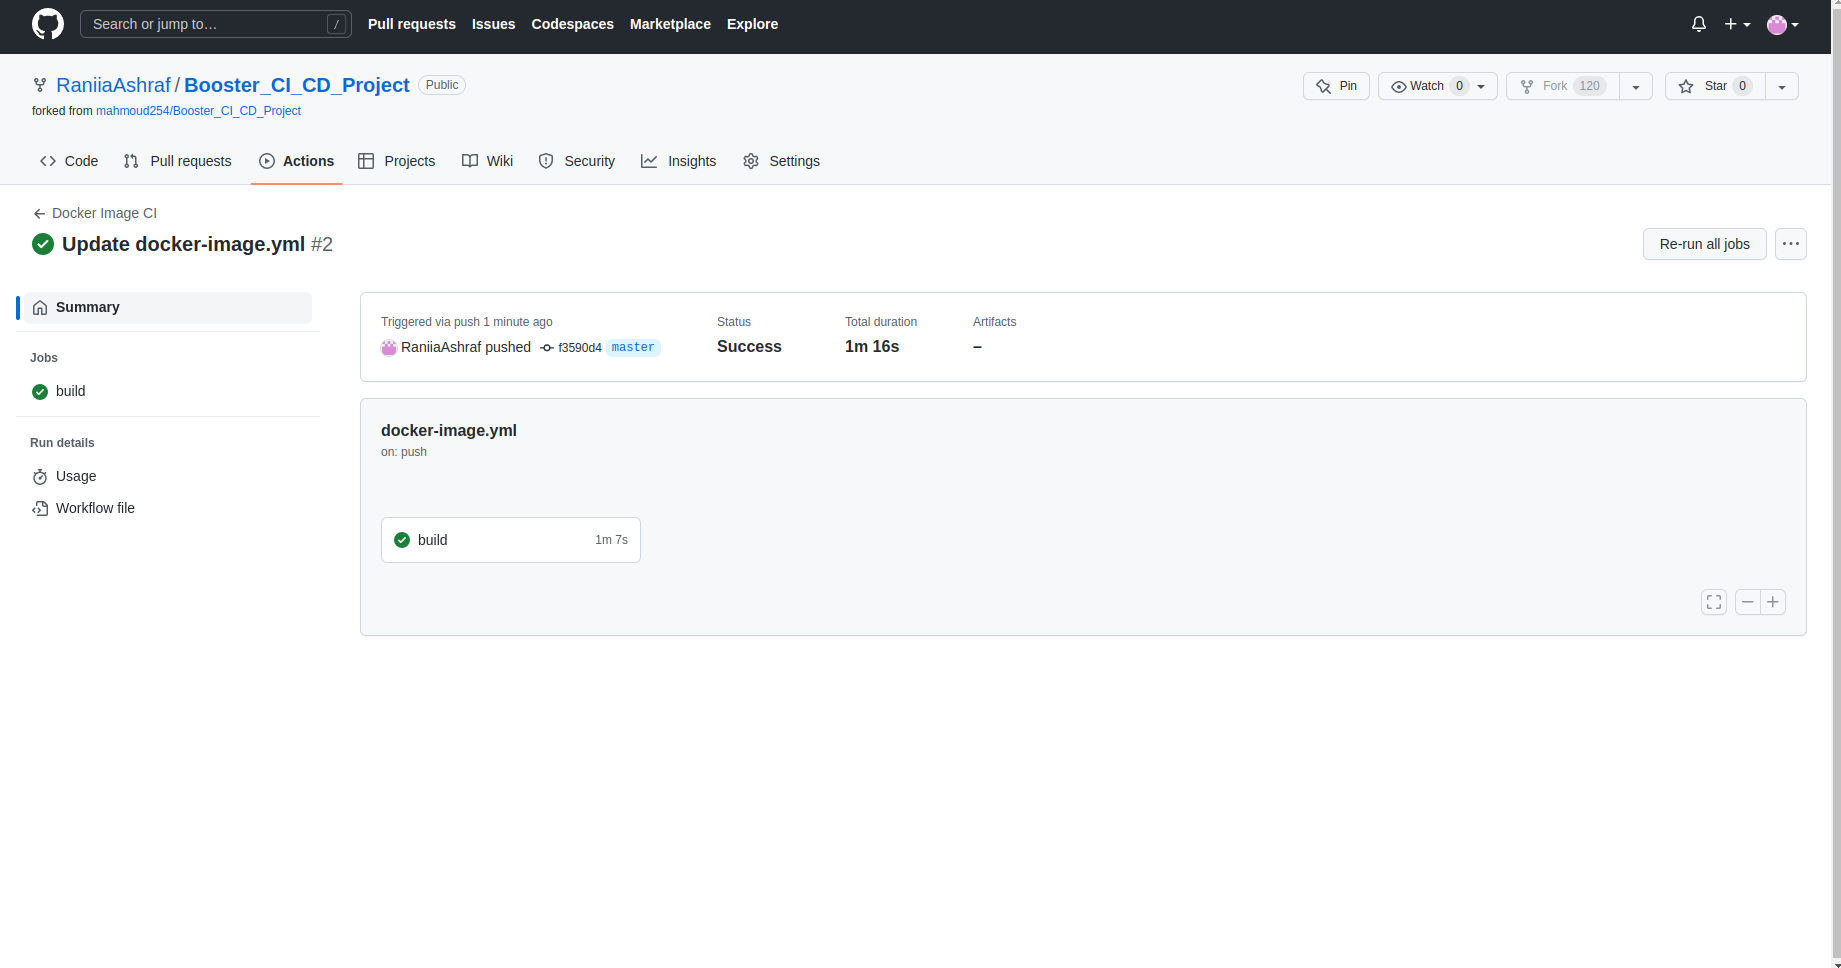 Search or jump to… /
Pull requests Issues Codespaces Marketplace Explore
RaniiaAshraf / Booster_CI_CD_Project Public
forked from mahmoud254/Booster_CI_CD_Project
Pin Watch 0 Fork 120 Star 0
Code Pull requests Actions Projects Wiki Security Insights Settings
Docker Image CI
Update docker-image.yml #2
Re-run all jobs
Summary
Jobs
build
Run details
Usage
Workflow file
Triggered via push 1 minute ago
RaniiaAshraf pushed f3590d4 master
Status
Success
Total duration
1m 16s
Artifacts
–
docker-image.yml
on: push
build 1m 7s